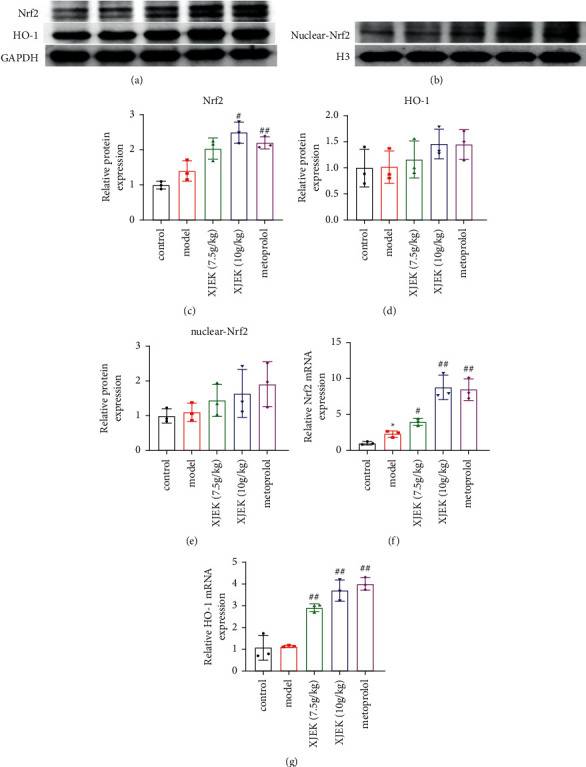 Nrf2
HO-1
GAPDH
(a)
Nuclear-Nrf2
H3
(b)
Nrf2
Relative protein
expression
3
2
1
0
#
##
control
model
XJEK (7.5g/kg)
XJEK (10g/kg)
metoprolol
(c)
HO-1
Relative protein
expression
2.0
1.5
1.0
0.5
0.0
control
model
XJEK (7.5g/kg)
XJEK (10g/kg)
metoprolol
(d)
nuclear-Nrf2
Relative protein
expression
3
2
1
0
control
model
XJEK (7.5g/kg)
XJEK (10g/kg)
metoprolol
(e)
Relative Nrf2 mRNA
expression
15
10
5
0
*
#
##
##
control
model
XJEK (7.5g/kg)
XJEK (10g/kg)
metoprolol
(f)
Relative HO-1 mRNA
expression
5
4
3
2
1
0
##
##
##
control
model
XJEK (7.5g/kg)
XJEK (10g/kg)
metoprolol
(g)